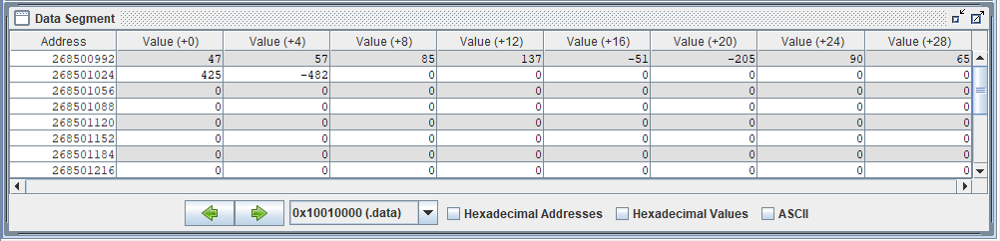 Data Segment
Address Value (+0) Value (+4) Value (+8) Value (+12) Value (+16) Value (+20) Value (+24) Value (+28)
268500992 47 57 85 137 -51 -205 90 65
268501024 425 -482 0 0 0 0 0 0
268501056 0 0 0 0 0 0 0 0
268501088 0 0 0 0 0 0 0 0
268501120 0 0 0 0 0 0 0 0
268501152 0 0 0 0 0 0 0 0
268501184 0 0 0 0 0 0 0 0
268501216 0 0 0 0 0 0 0 0
0x10010000 (.data) Hexadecimal Addresses Hexadecimal Values ASCII